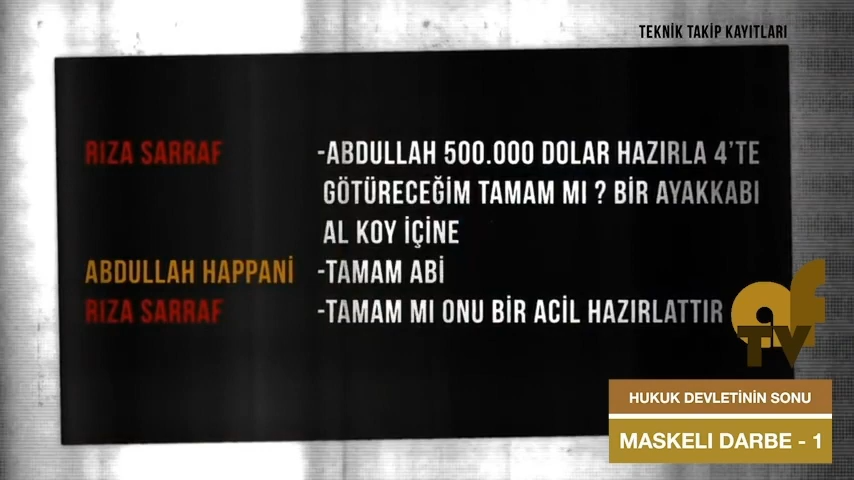 TEKNİK TAKİP KAYITLARI
RIZA SARRAF -ABDULLAH 500.000 DOLAR HAZIRLA 4'TE
GÖTÜRECEĞİM TAMAM MI ? BİR AYAKKABI
AL KOY İÇİNE
ABDULLAH HAPPANİ -TAMAM ABİ
RIZA SARRAF -TAMAM MI ONU BİR ACİL HAZIRLATTIR
af
TV
HUKUK DEVLETİNİN SONU
MASKELİ DARBE - 1